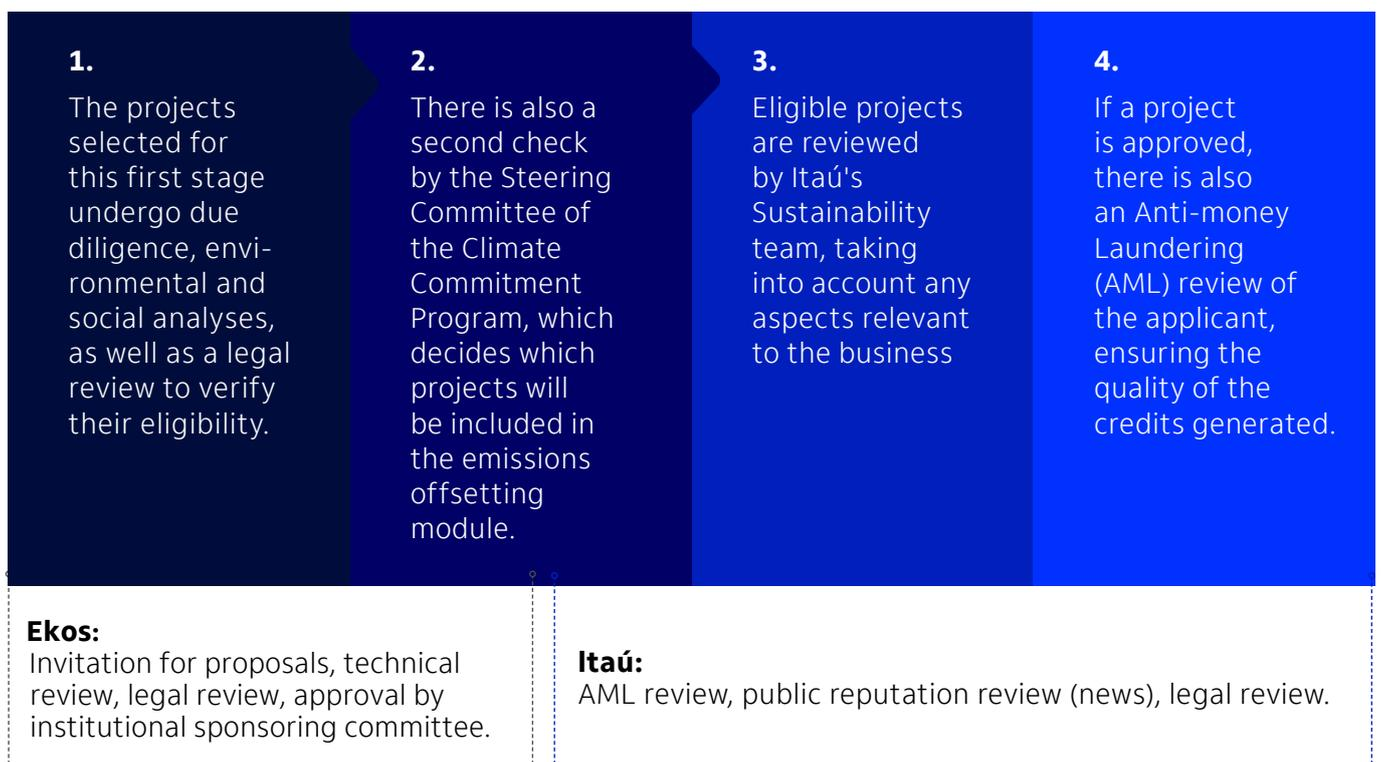 1.
The projects
selected for
this first stage
undergo due
diligence, envi-
ronmental and
social analyses,
as well as a legal
review to verify
their eligibility.
2.
There is also a
second check
by the Steering
Committee of
the Climate
Commitment
Program, which
decides which
projects will
be included in
the emissions
offsetting
module.
3.
Eligible projects
are reviewed
by Itaú's
Sustainability
team, taking
into account any
aspects relevant
to the business
4.
If a project
is approved,
there is also
an Anti-money
Laundering
(AML) review of
the applicant,
ensuring the
quality of the
credits generated.
Ekos:
Invitation for proposals, technical
review, legal review, approval by
institutional sponsoring committee.
Itaú:
AML review, public reputation review (news), legal review.